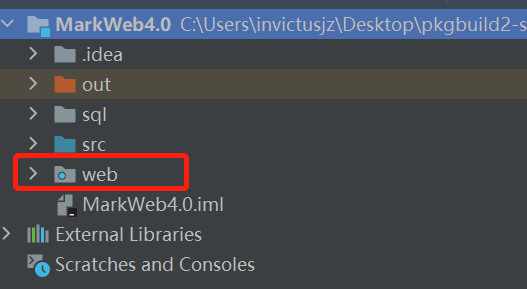 MarkWeb4.0 C:\Users\invictusjz\Desktop\pkgbuild2-s
.idea
out
sql
src
web
MarkWeb4.0.iml
External Libraries
Scratches and Consoles